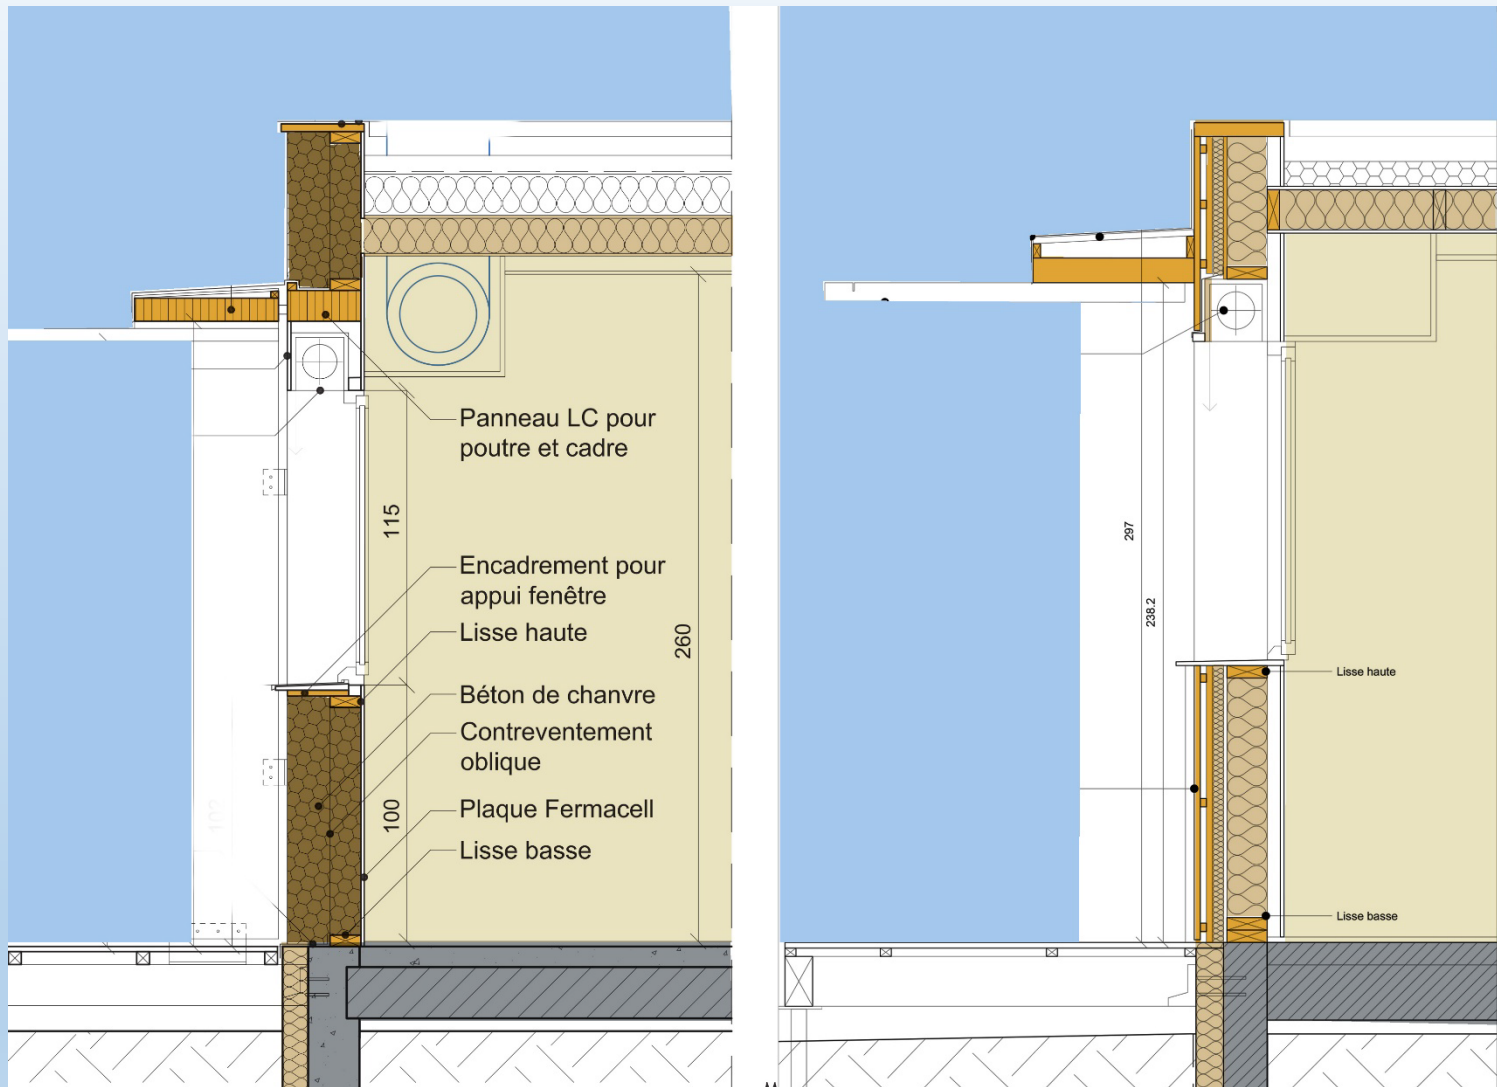 Panneau LC pour
poutre et cadre
115
Encadrement pour
appui fenêtre
Lisse haute
260
Béton de chanvre
Contreventement
oblique
Plaque Fermacell
100
Lisse basse
297
238.2
Lisse haute
Lisse basse